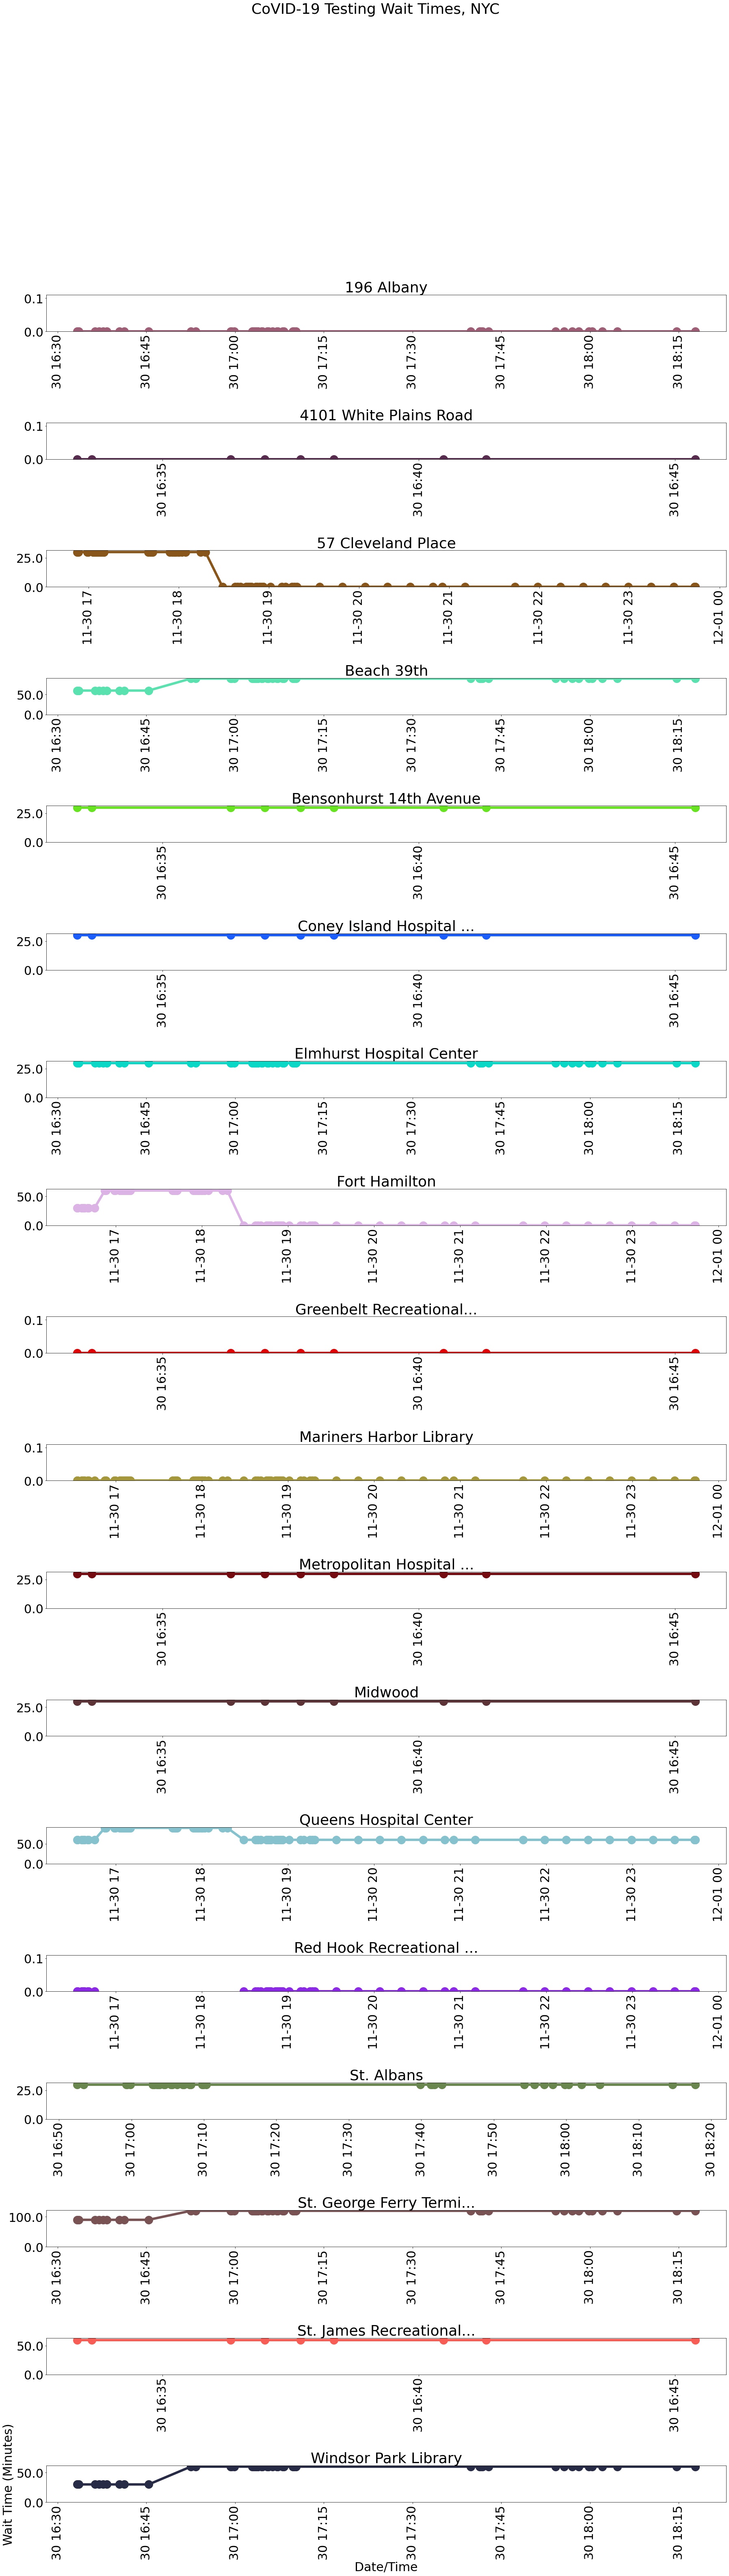 CoVID-19 Testing Wait Times, NYC
196 Albany
0.1
0.0
30 16:30 30 16:45 30 17:00 30 17:15 30 17:30 30 17:45 30 18:00 30 18:15
4101 White Plains Road
0.1
0.0
30 16:35 30 16:40 30 16:45
57 Cleveland Place
25.0
0.0
11-30 17 11-30 18 11-30 19 11-30 20 11-30 21 11-30 22 11-30 23 12-01 00
Beach 39th
50.0
0.0
30 16:30 30 16:45 30 17:00 30 17:15 30 17:30 30 17:45 30 18:00 30 18:15
Bensonhurst 14th Avenue
25.0
0.0
30 16:35 30 16:40 30 16:45
Coney Island Hospital ...
25.0
0.0
30 16:35 30 16:40 30 16:45
Elmhurst Hospital Center
25.0
0.0
30 16:30 30 16:45 30 17:00 30 17:15 30 17:30 30 17:45 30 18:00 30 18:15
Fort Hamilton
50.0
0.0
11-30 17 11-30 18 11-30 19 11-30 20 11-30 21 11-30 22 11-30 23 12-01 00
Greenbelt Recreational...
0.1
0.0
30 16:35 30 16:40 30 16:45
Mariners Harbor Library
0.1
0.0
11-30 17 11-30 18 11-30 19 11-30 20 11-30 21 11-30 22 11-30 23 12-01 00
Metropolitan Hospital ...
25.0
0.0
30 16:35 30 16:40 30 16:45
Midwood
25.0
0.0
30 16:35 30 16:40 30 16:45
Queens Hospital Center
50.0
0.0
11-30 17 11-30 18 11-30 19 11-30 20 11-30 21 11-30 22 11-30 23 12-01 00
Red Hook Recreational ...
0.1
0.0
11-30 17 11-30 18 11-30 19 11-30 20 11-30 21 11-30 22 11-30 23 12-01 00
St. Albans
25.0
0.0
30 16:50 30 17:00 30 17:10 30 17:20 30 17:30 30 17:40 30 17:50 30 18:00 30 18:10 30 18:20
St. George Ferry Termi...
100.0
0.0
30 16:30 30 16:45 30 17:00 30 17:15 30 17:30 30 17:45 30 18:00 30 18:15
St. James Recreational...
50.0
0.0
30 16:35 30 16:40 30 16:45
Windsor Park Library
50.0
0.0
30 16:30 30 16:45 30 17:00 30 17:15 30 17:30 30 17:45 30 18:00 30 18:15
Wait Time (Minutes)
Date/Time